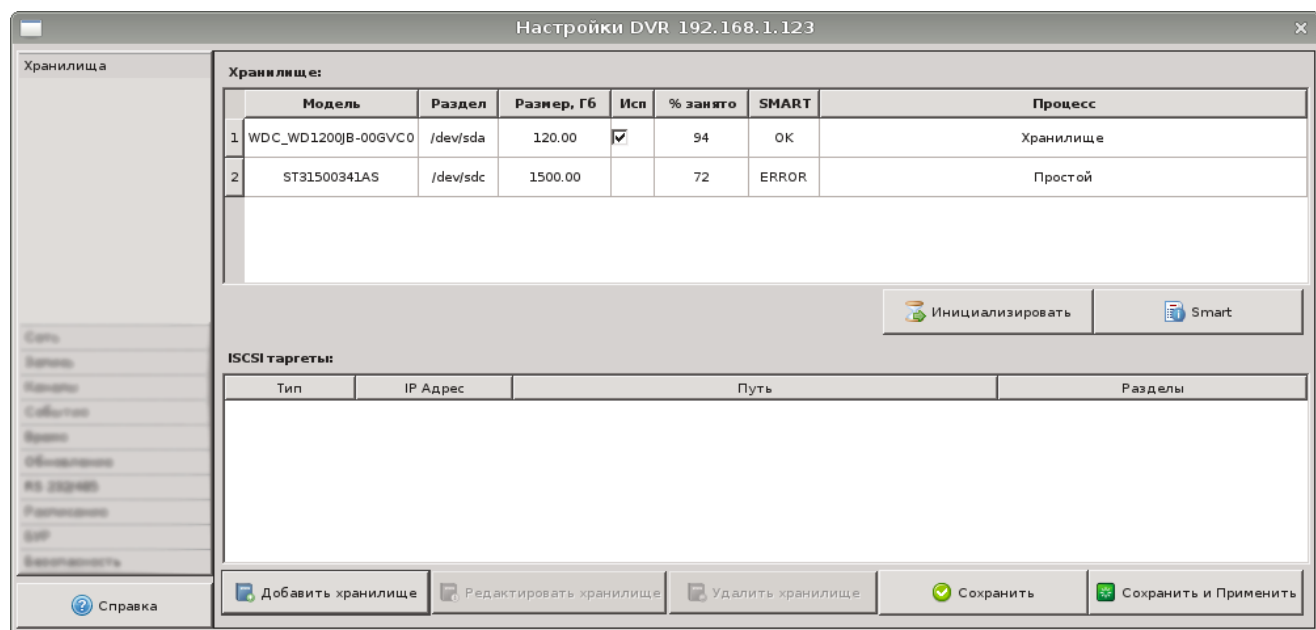 Настройки DVR 192.168.1.123
Хранилища
Хранилище:
Модель Раздел Размер, Гб Исп % занято SMART Процесс
1 WDC_WD1200JB-00GVC0 /dev/sda 120.00 94 OK Хранилище
2 ST31500341AS /dev/sdc 1500.00 72 ERROR Простой
Инициализировать Smart
ISCSI таргеты:
Тип IP Адрес Путь Разделы
Добавить хранилище Редактировать хранилище Удалить хранилище Сохранить Сохранить и Применить
Справка